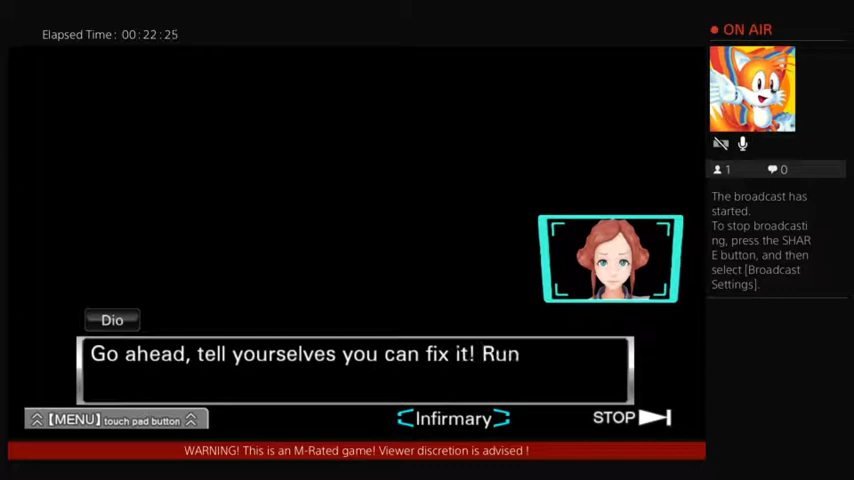 Elapsed Time: 00:22:25
ON AIR
1 0
The broadcast has
started.
To stop broadcasti
ng, press the SHAR
E button, and then
select [Broadcast
Settings].
Dio
Go ahead, tell yourselves you can fix it! Run
[MENU] touch pad button
Infirmary
STOP
WARNING! This is an M-Rated game! Viewer discretion is advised !